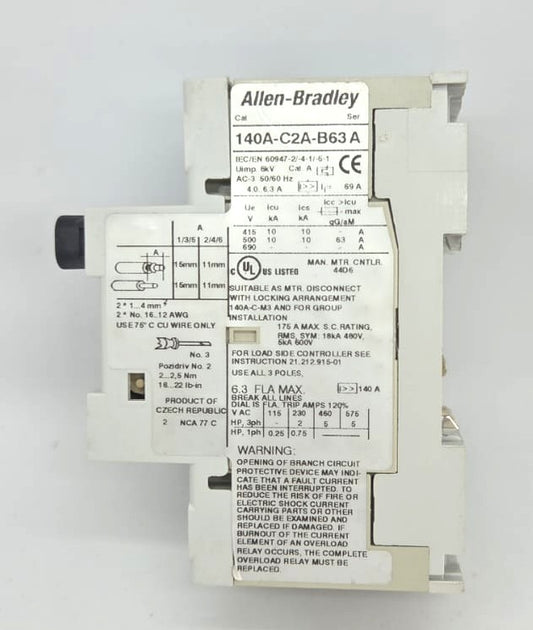 Allen-Bradley
Cat Ser
140A-C2A-B63 A
IEC/EN 60947-2/-4-1/-5-1
Uimp. 6kV Cat. A
AC-3 50/60 Hz
4.0..6.3 A I>>> 69 A
CE
Ue Icu Ics Icc >Icu
V kA kA max
gG/aM
415 10 10 - A
500 10 10 63 A
690 - - A
C UL US LISTED
MAN. MTR CNTLR.
44D6
SUITABLE AS MTR. DISCONNECT
WITH LOCKING ARRANGEMENT
140A-C-M3 AND FOR GROUP
INSTALLATION
175 A MAX. S.C. RATING,
RMS, SYM: 18kA 480V,
5kA 600V
FOR LOAD SIDE CONTROLLER SEE
INSTRUCTION 21.212.915-01
USE ALL 3 POLES,
6.3 FLA MAX. I>>> 140 A
BREAK ALL LINES
DIAL IS FLA, TRIP AMPS 120%
V AC 115 230 460 575
HP, 3ph - 2 5 5
HP, 1ph 0.25 0.75
WARNING:
OPENING OF BRANCH CIRCUIT
PROTECTIVE DEVICE MAY INDI-
CATE THAT A FAULT CURRENT
HAS BEEN INTERRUPTED. TO
REDUCE THE RISK OF FIRE OR
ELECTRIC SHOCK CURRENT
CARRYING PARTS OR OTHER
SHOULD BE EXAMINED AND
REPLACED IF DAMAGED. IF
BURNOUT OF THE CURRENT
ELEMENT OF AN OVERLOAD
RELAY OCCURS, THE COMPLETE
OVERLOAD RELAY MUST BE
REPLACED.
A
1/3/5 2/4/6
A
15mm 11mm
15mm 11mm
2 * 1...4 mm²
2 * No. 16...12 AWG
USE 75° C CU WIRE ONLY
No. 3
Pozidriv No. 2
2...2,5 Nm
18...22 lb-in
PRODUCT OF
CZECH REPUBLIC
2 NCA 77 C